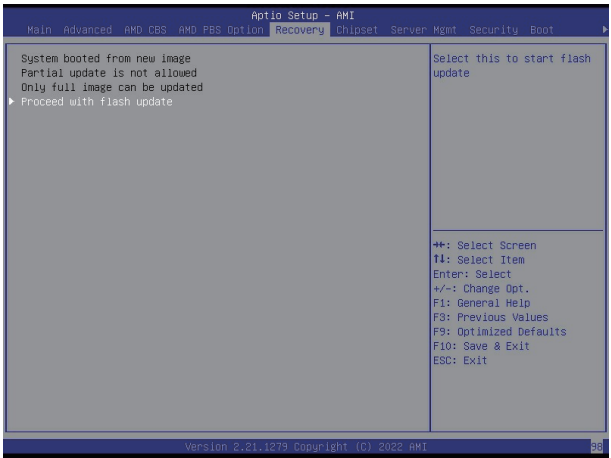 Aptio Setup - AMI
Main Advanced AMD CBS AMD PBS Option Recovery Chipset Server Mgmt Security Boot
System booted from new image
Partial update is not allowed
Only full image can be updated
Proceed with flash update
Select this to start flash
update
→←: Select Screen
↑↓: Select Item
Enter: Select
+/-: Change Opt.
F1: General Help
F3: Previous Values
F9: Optimized Defaults
F10: Save & Exit
ESC: Exit
Version 2.21.1279 Copyright (C) 2022 AMI
98